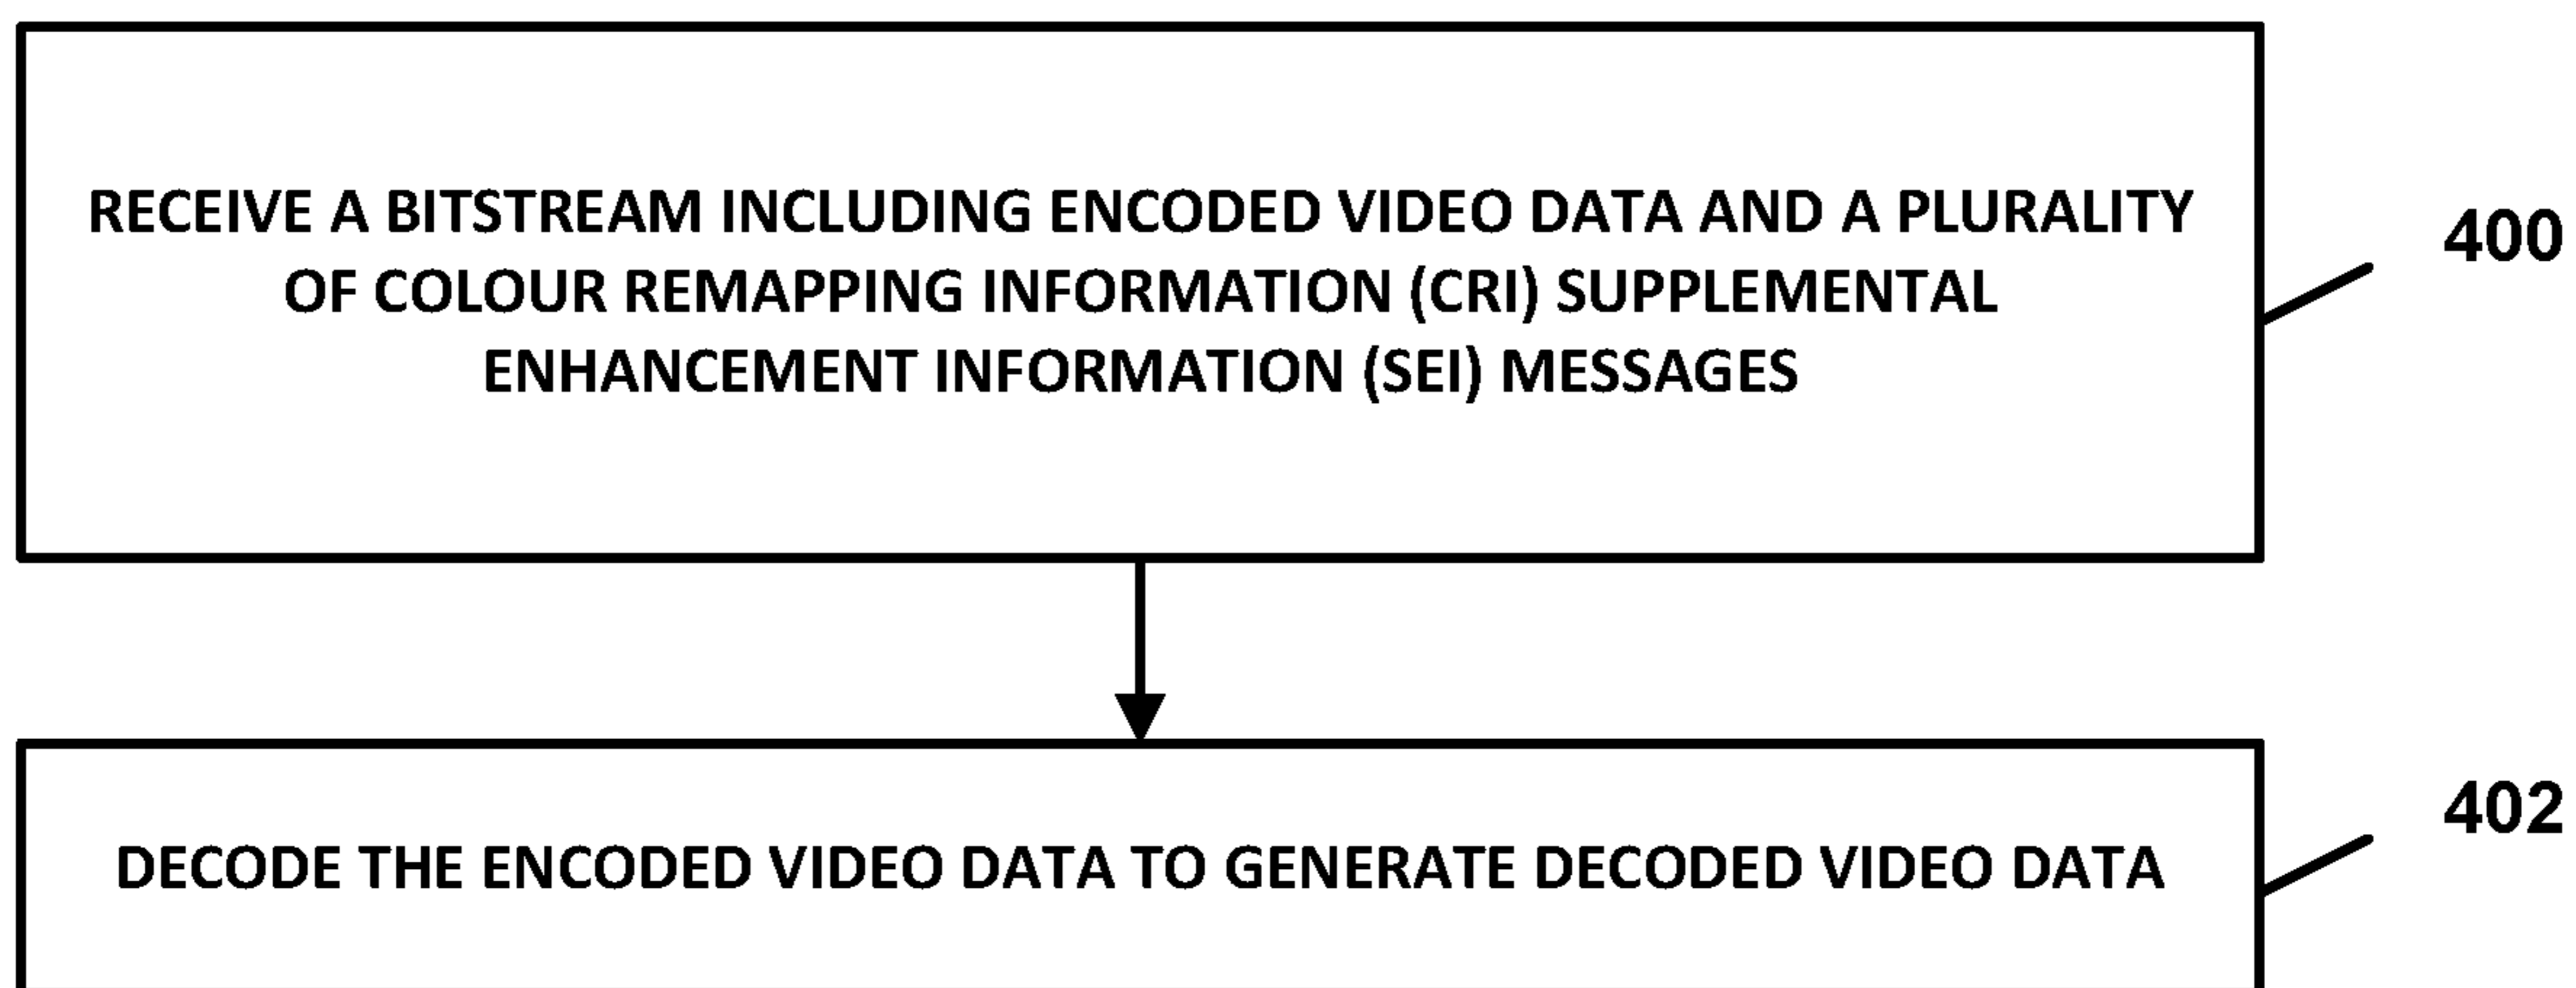 RECEIVE A BITSTREAM INCLUDING ENCODED VIDEO DATA AND A PLURALITY
OF COLOUR REMAPPING INFORMATION (CRI) SUPPLEMENTAL
ENHANCEMENT INFORMATION (SEI) MESSAGES
400
DECODE THE ENCODED VIDEO DATA TO GENERATE DECODED VIDEO DATA
402